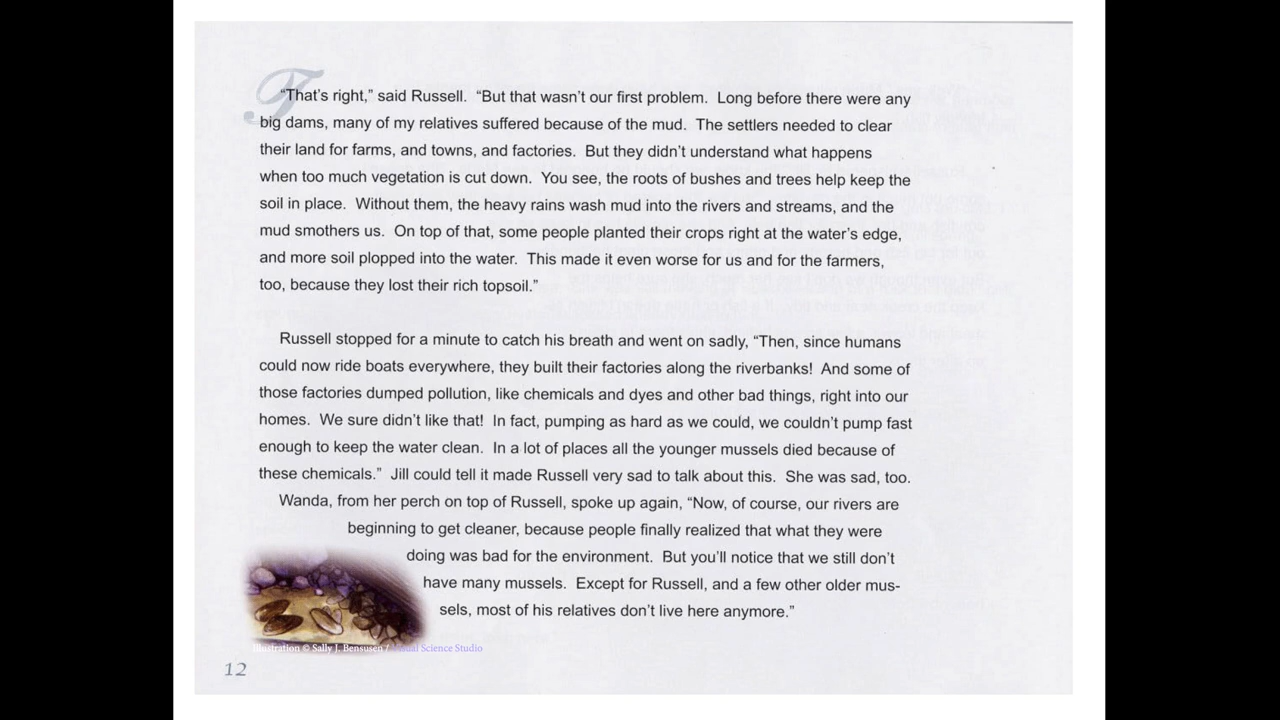 “That’s right,” said Russell.  “But that wasn’t our first problem.  Long before there were any
big dams, many of my relatives suffered because of the mud.  The settlers needed to clear
their land for farms, and towns, and factories.  But they didn’t understand what happens
when too much vegetation is cut down.  You see, the roots of bushes and trees help keep the
soil in place.  Without them, the heavy rains wash mud into the rivers and streams, and the
mud smothers us.  On top of that, some people planted their crops right at the water’s edge,
and more soil plopped into the water.  This made it even worse for us and for the farmers,
too, because they lost their rich topsoil.”
Russell stopped for a minute to catch his breath and went on sadly, “Then, since humans
could now ride boats everywhere, they built their factories along the riverbanks!  And some of
those factories dumped pollution, like chemicals and dyes and other bad things, right into our
homes.  We sure didn’t like that!  In fact, pumping as hard as we could, we couldn’t pump fast
enough to keep the water clean.  In a lot of places all the younger mussels died because of
these chemicals.”  Jill could tell it made Russell very sad to talk about this.  She was sad, too.
Wanda, from her perch on top of Russell, spoke up again, “Now, of course, our rivers are
beginning to get cleaner, because people finally realized that what they were
doing was bad for the environment.  But you’ll notice that we still don’t
have many mussels.  Except for Russell, and a few other older mus-
sels, most of his relatives don’t live here anymore.”
Illustration © Sally J. Bensusen / Visual Science Studio
12